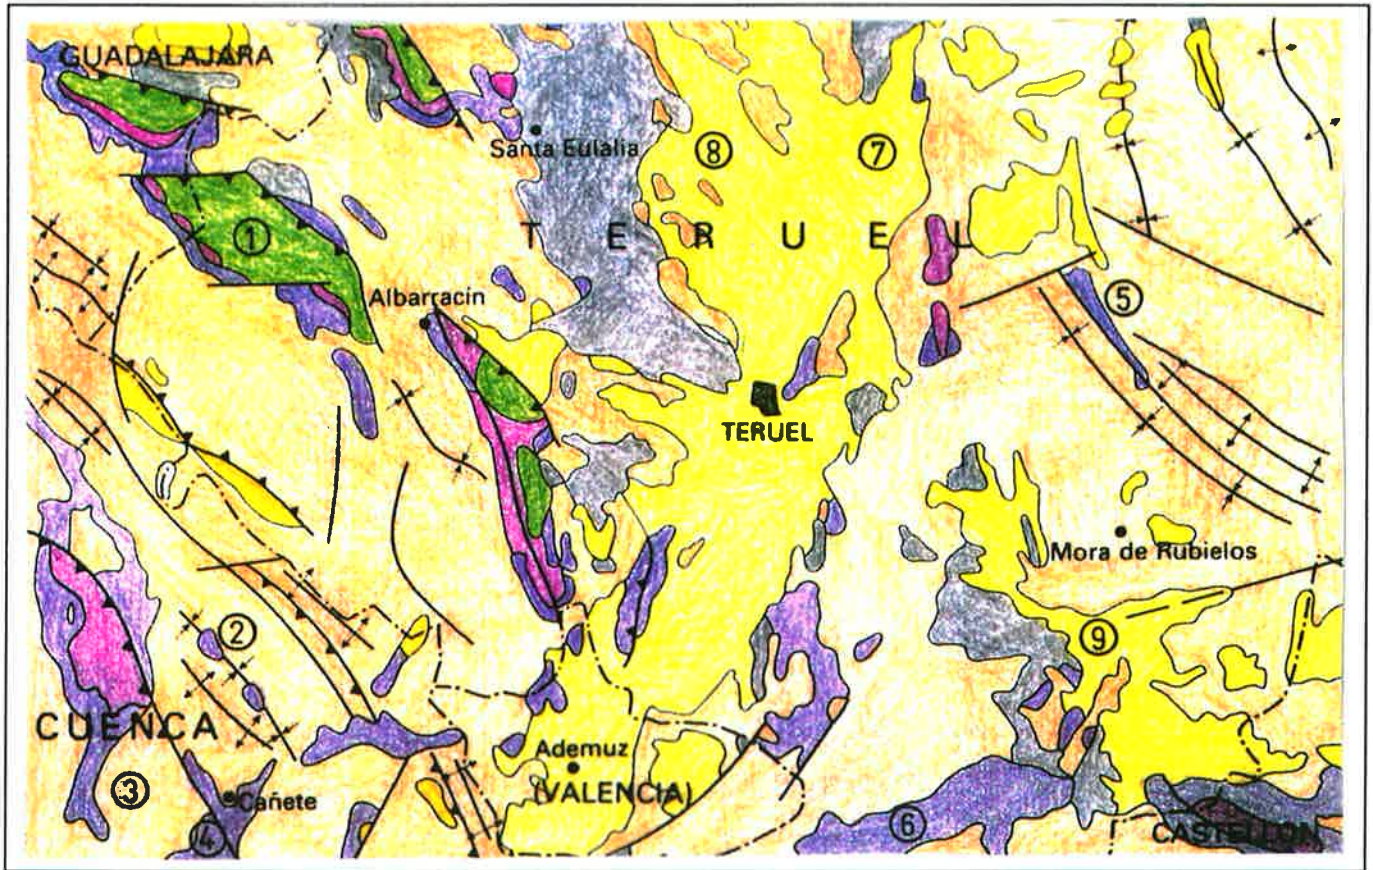 GUADALAJARA
Santa Eulalia
⑧
⑦
TERUEL
①
Albarracín
⑤
TERUEL
Mora de Rubielos
②
⑨
CUENCA
Ademuz
(VALENCIA)
③
Cañete
④
⑥
CASTELLON